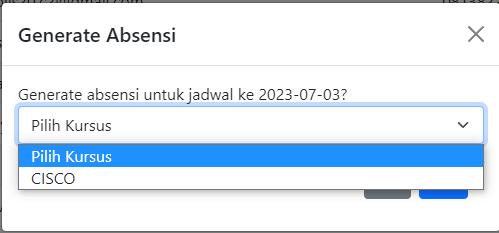 Generate Absensi
Generate absensi untuk jadwal ke 2023-07-03?
Pilih Kursus
Pilih Kursus
CISCO